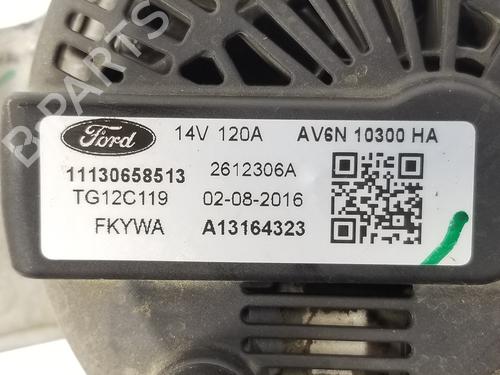 B-PARTS
Ford 14V 120A AV6N 10300 HA
11130658513 2612306A
TG12C119 02-08-2016
FKYWA A13164323